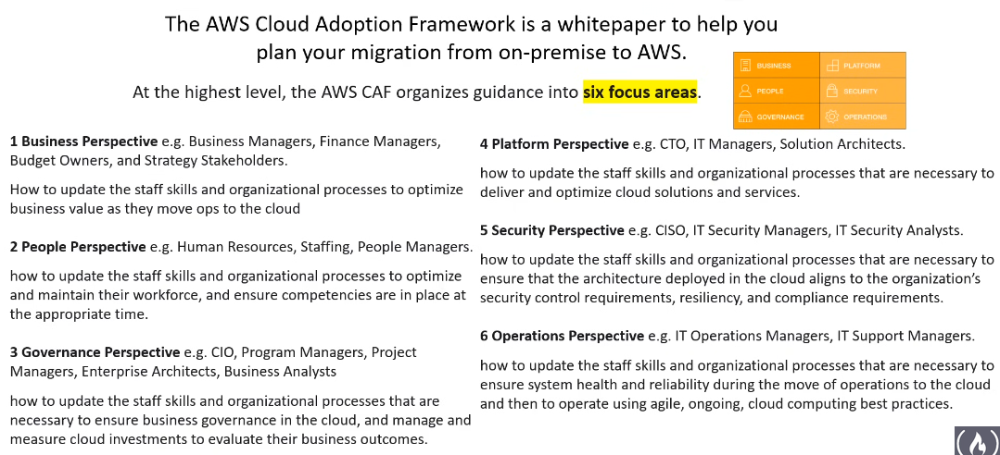 The AWS Cloud Adoption Framework is a whitepaper to help you
plan your migration from on-premise to AWS.
At the highest level, the AWS CAF organizes guidance into six focus areas.
BUSINESS
PLATFORM
PEOPLE
SECURITY
GOVERNANCE
OPERATIONS
1 Business Perspective e.g. Business Managers, Finance Managers,
Budget Owners, and Strategy Stakeholders.
How to update the staff skills and organizational processes to optimize
business value as they move ops to the cloud
2 People Perspective e.g. Human Resources, Staffing, People Managers.
how to update the staff skills and organizational processes to optimize
and maintain their workforce, and ensure competencies are in place at
the appropriate time.
3 Governance Perspective e.g. CIO, Program Managers, Project
Managers, Enterprise Architects, Business Analysts
how to update the staff skills and organizational processes that are
necessary to ensure business governance in the cloud, and manage and
measure cloud investments to evaluate their business outcomes.
4 Platform Perspective e.g. CTO, IT Managers, Solution Architects.
how to update the staff skills and organizational processes that are necessary to
deliver and optimize cloud solutions and services.
5 Security Perspective e.g. CISO, IT Security Managers, IT Security Analysts.
how to update the staff skills and organizational processes that are necessary to
ensure that the architecture deployed in the cloud aligns to the organization's
security control requirements, resiliency, and compliance requirements.
6 Operations Perspective e.g. IT Operations Managers, IT Support Managers.
how to update the staff skills and organizational processes that are necessary to
ensure system health and reliability during the move of operations to the cloud
and then to operate using agile, ongoing, cloud computing best practices.